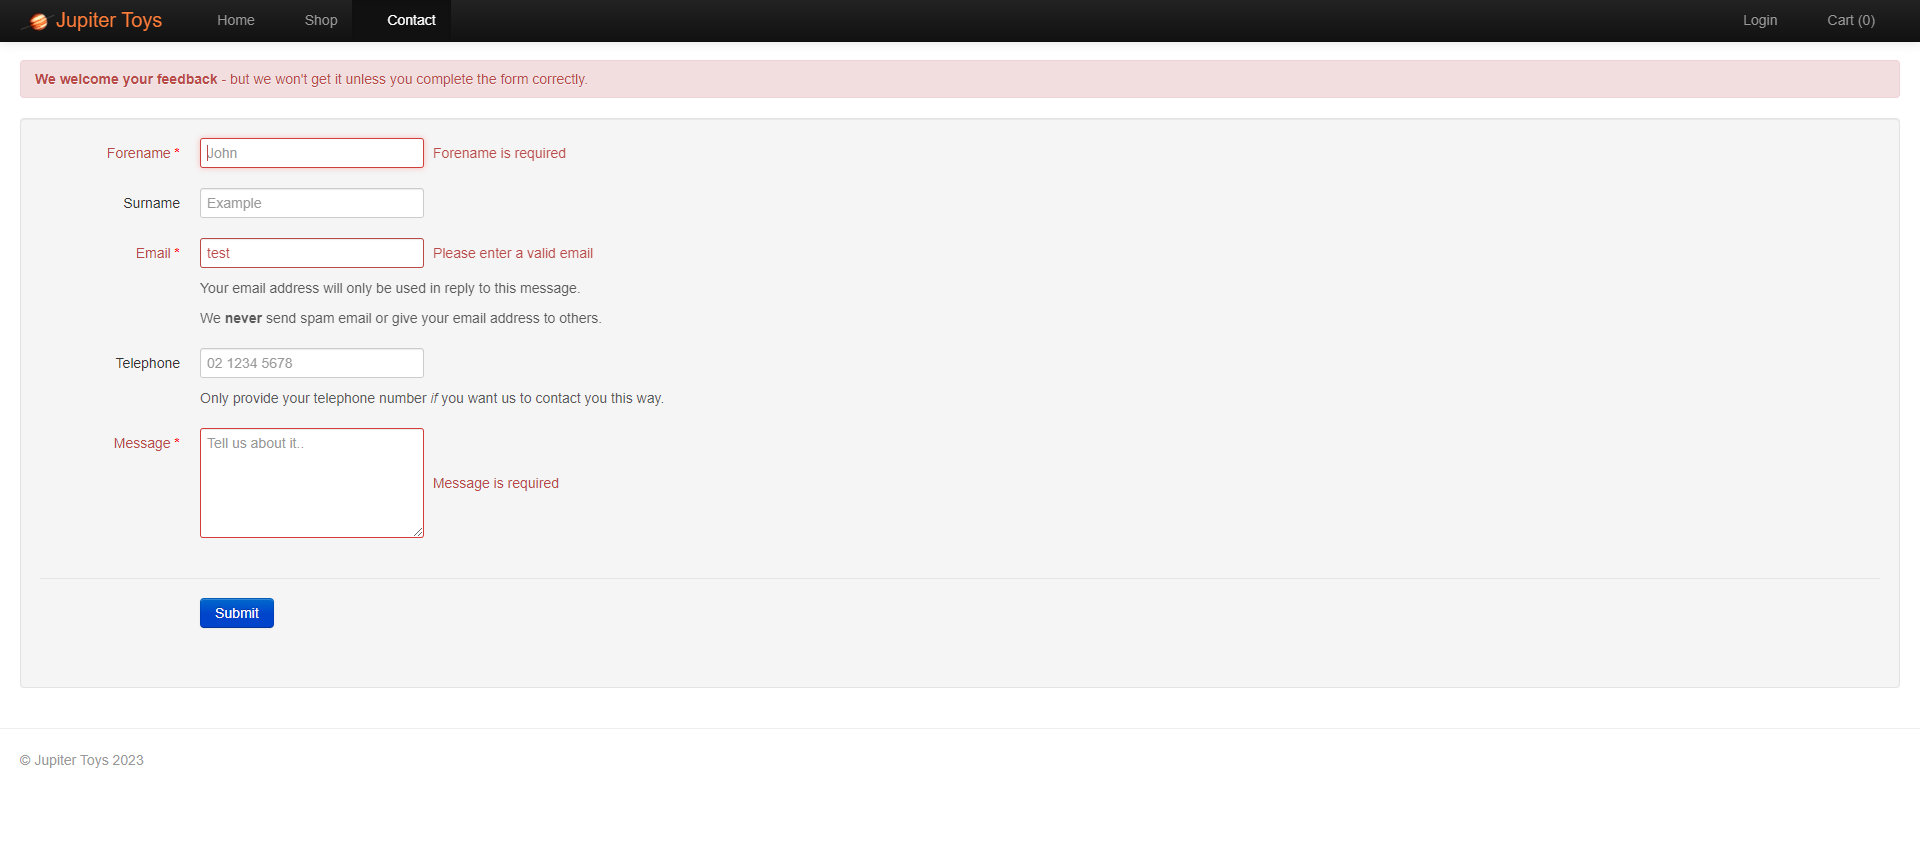 Jupiter Toys Home Shop Contact Login Cart (0)
We welcome your feedback - but we won't get it unless you complete the form correctly.
Forename * John Forename is required
Surname Example
Email * test Please enter a valid email
Your email address will only be used in reply to this message.
We never send spam email or give your email address to others.
Telephone 02 1234 5678
Only provide your telephone number if you want us to contact you this way.
Message * Tell us about it..
Message is required
Submit
© Jupiter Toys 2023